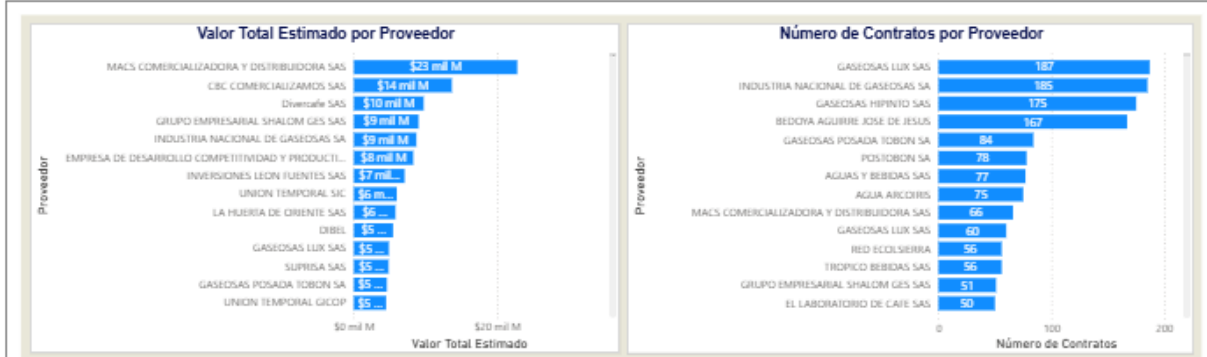 Valor Total Estimado por Proveedor
MACS COMERCIALIZADORA Y DISTRIBUIDORA SAS $23 mil M
CBC COMERCIALIZAMOS SAS $14 mil M
Divercafe SAS $10 mil M
GRUPO EMPRESARIAL SHALOM GES SAS $9 mil M
INDUSTRIA NACIONAL DE GASEOSAS SA $9 mil M
EMPRESA DE DESARROLLO COMPETITIVIDAD Y PRODUCTI... $8 mil M
INVERSIONES LEON FUENTES SAS $7 mil...
UNION TEMPORAL SIC $6 m...
LA HUERTA DE ORIENTE SAS $6 ...
DIBEL $5 ...
GASEOSAS LUX SAS $5 ...
SUPRISA SAS $5 ...
GASEOSAS POSADA TOBON SA $5 ...
UNION TEMPORAL GICOP $5 ...
Proveedor
$0 mil M $20 mil M
Valor Total Estimado
Número de Contratos por Proveedor
GASEOSAS LUX SAS 187
INDUSTRIA NACIONAL DE GASEOSAS SA 185
GASEOSAS HIPINTO SAS 175
BEDOYA AGUIRRE JOSE DE JESUS 167
GASEOSAS POSADA TOBON SAS 84
POSTOBON SA 78
AGUAS Y BEBIDAS SAS 77
AGUA ARCOIRIS 75
MACS COMERCIALIZADORA Y DISTRIBUIDORA SAS 66
GASEOSAS LUX SAS 60
RED ECOLSIERRA 56
TROPICO BEBIDAS SAS 56
GRUPO EMPRESARIAL SHALOM GES SAS 51
EL LABORATORIO DE CAFE SAS 50
Proveedor
0 100 200
Número de Contratos